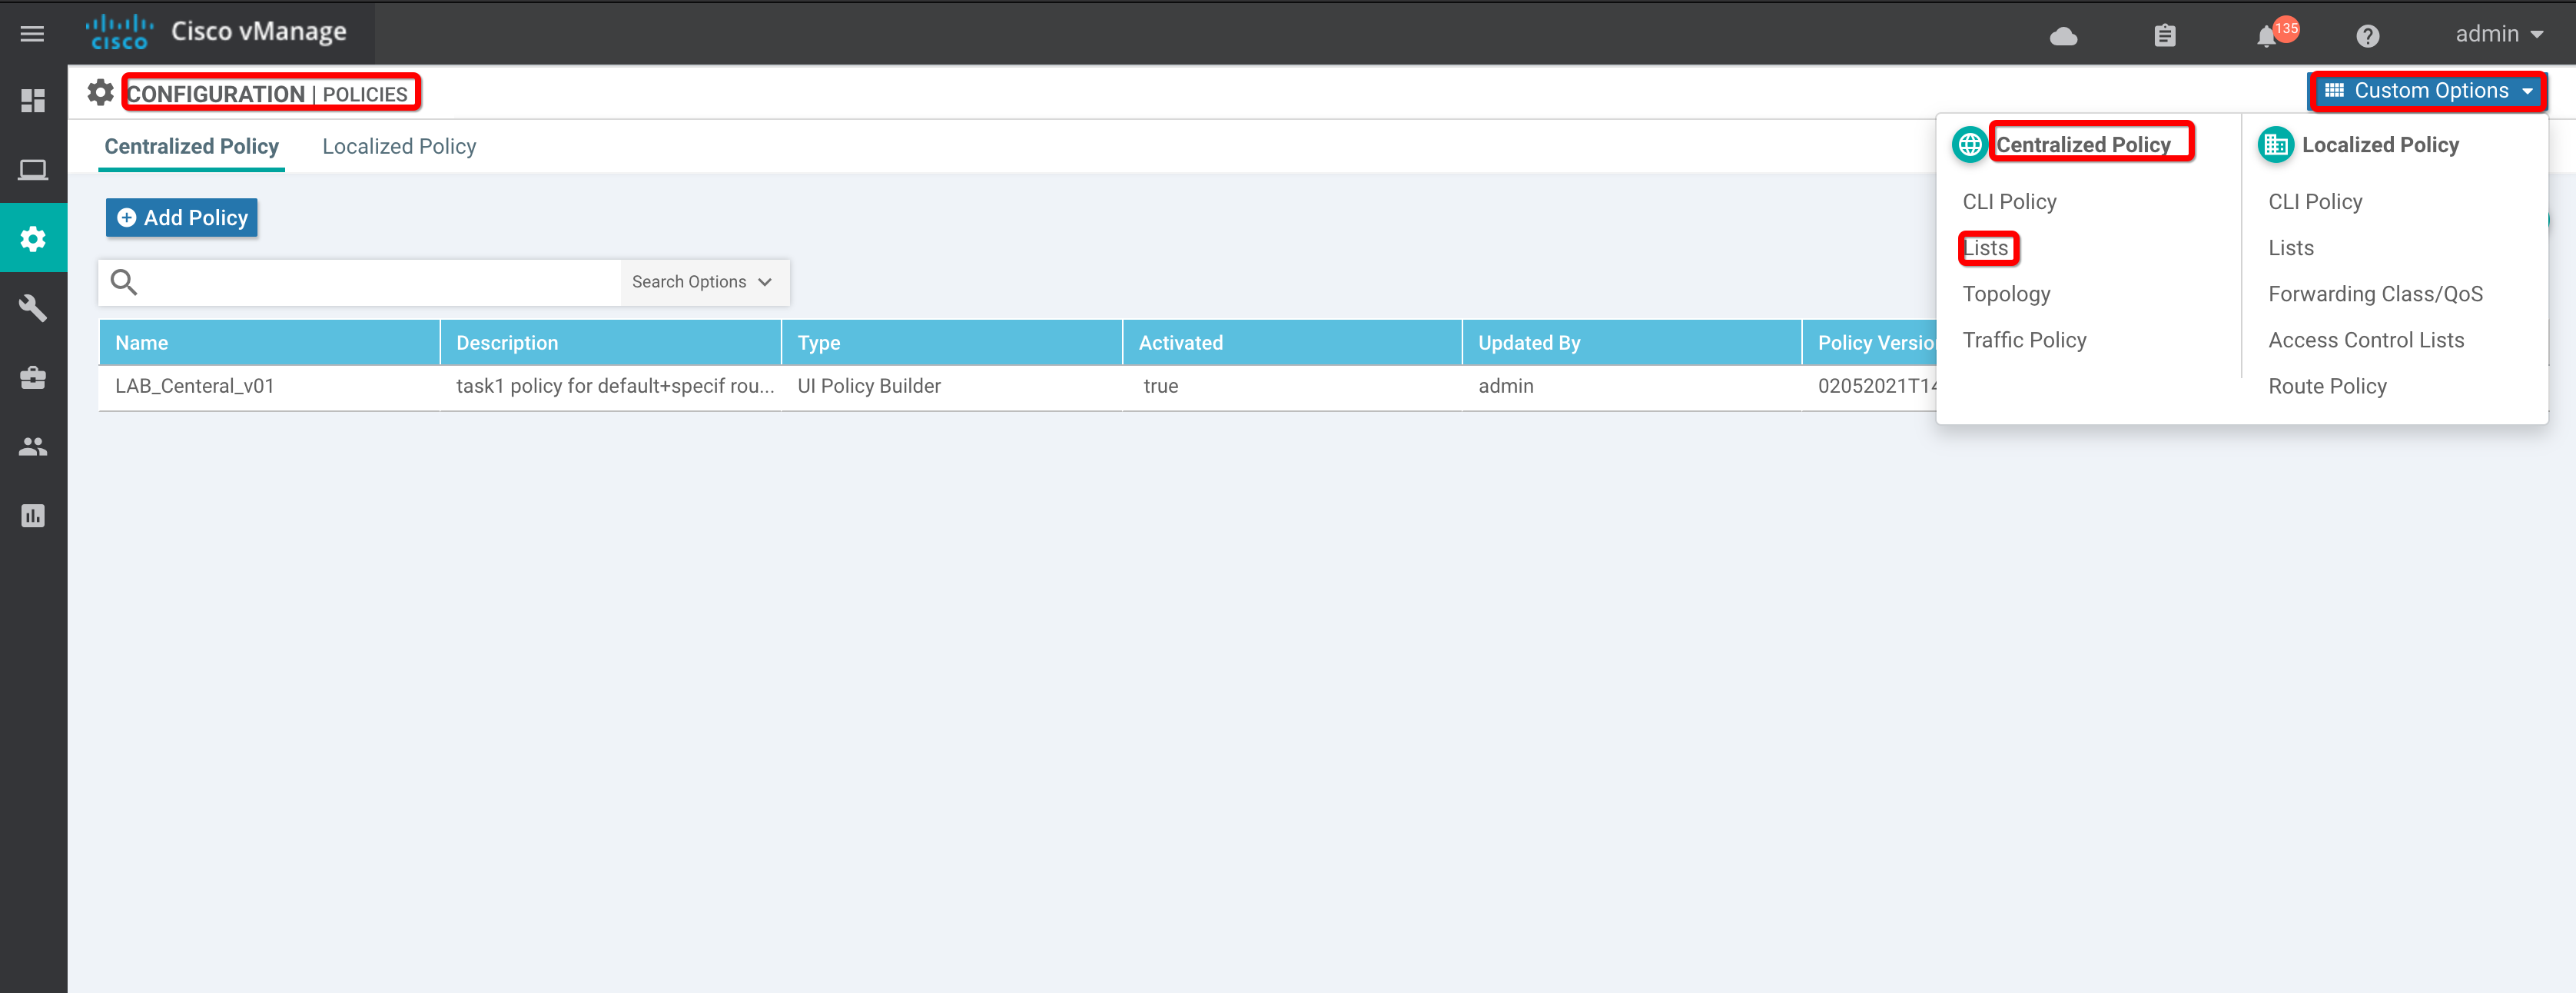 CISCO Cisco vManage
135
admin
CONFIGURATION | POLICIES
Custom Options
Centralized Policy Localized Policy
Add Policy
Search Options
Name Description Type Activated Updated By Policy Version
LAB_Centeral_v01 task1 policy for default+specif rou... UI Policy Builder true admin 02052021T14
Centralized Policy
CLI Policy
Lists
Topology
Traffic Policy
Localized Policy
CLI Policy
Lists
Forwarding Class/QoS
Access Control Lists
Route Policy